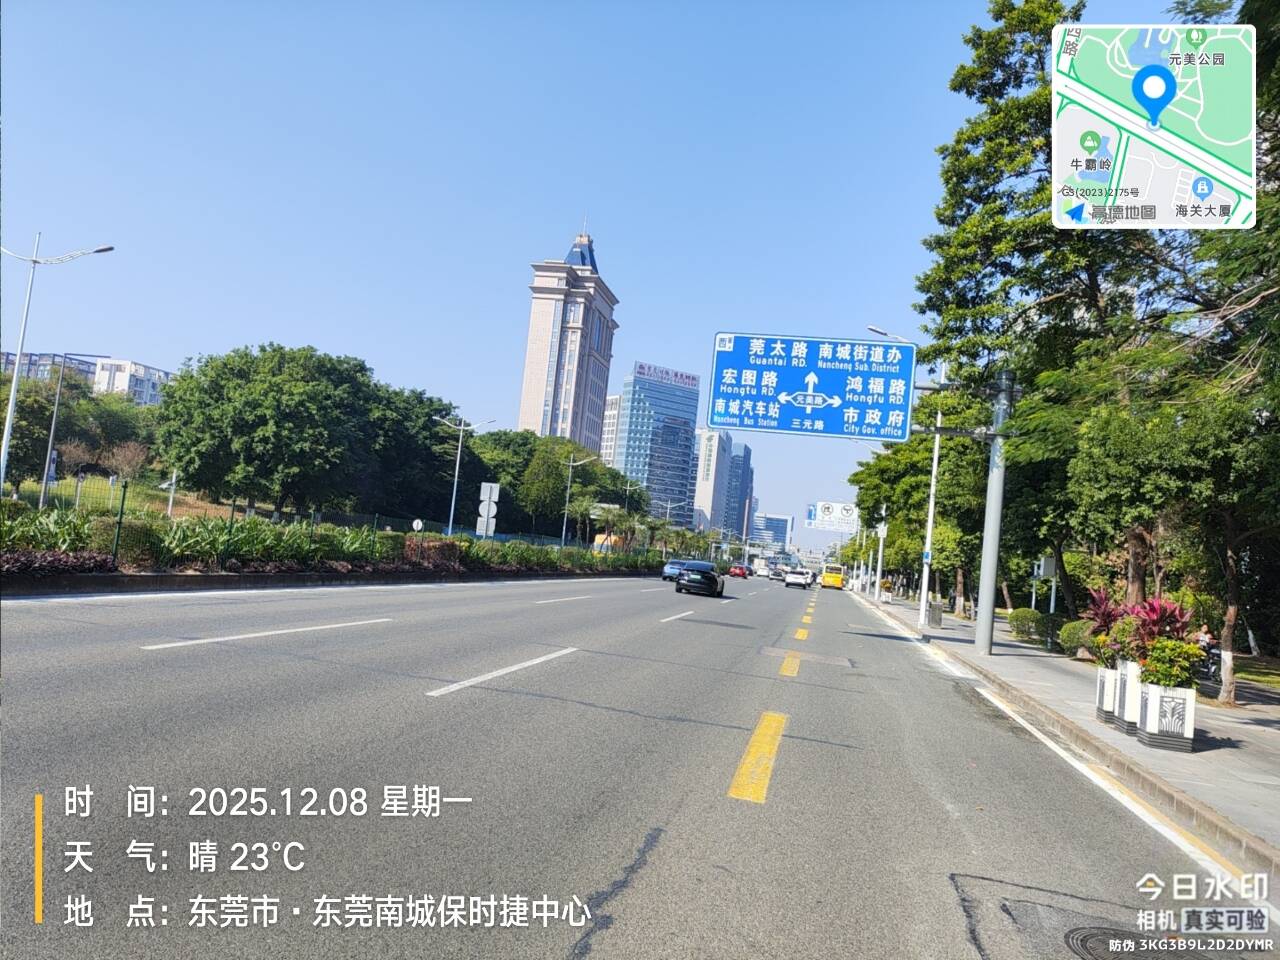 西路
元美公园
牛霸岭
GS(2023)2175号
高德地图
海关大厦
西
莞太路 南城街道办
Guantai RD. Nancheng Sub. District
宏图路
Hongtu RD.
鸿福路
Hongfu RD.
元美路
南城汽车站
Nancheng Bus Station
三元路
市政府
City Gov. office
时 间：2025.12.08 星期一
天 气：晴 23℃
地 点：东莞市·东莞南城保时捷中心
今日水印
相机 真实可验
防伪 3KG3B9L2D2DYMR